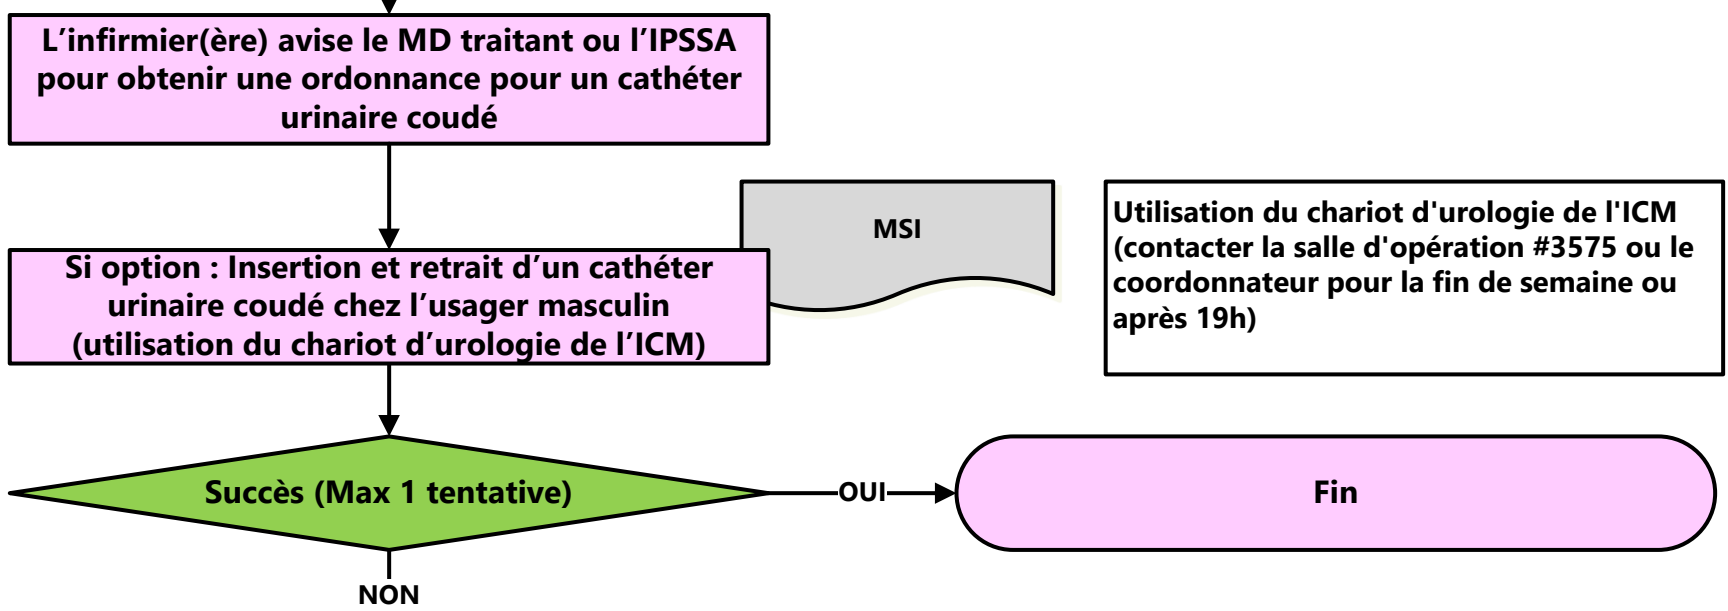 L’infirmier(ère) avise le MD traitant ou l’IPSSA
pour obtenir une ordonnance pour un cathéter
urinaire coudé
MSI
Utilisation du chariot d'urologie de l'ICM
(contacter la salle d'opération #3575 ou le
coordonnateur pour la fin de semaine ou
après 19h)
Si option : Insertion et retrait d’un cathéter
urinaire coudé chez l’usager masculin
(utilisation du chariot d’urologie de l’ICM)
Succès (Max 1 tentative)
OUI
Fin
NON